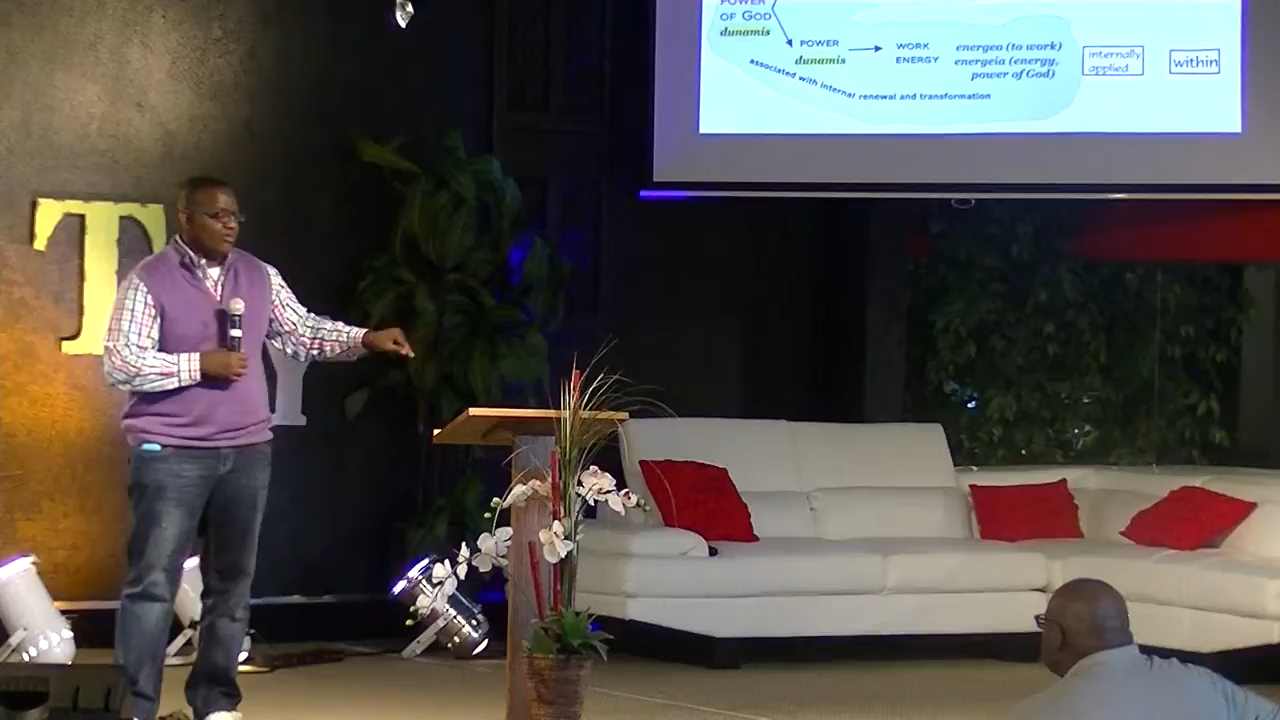 POWER
OF GOD
dunamis
POWER
dunamis
WORK
ENERGY
energeo (to work)
energeia (energy,
power of God)
internally
applied
within
associated with internal renewal and transformation
T